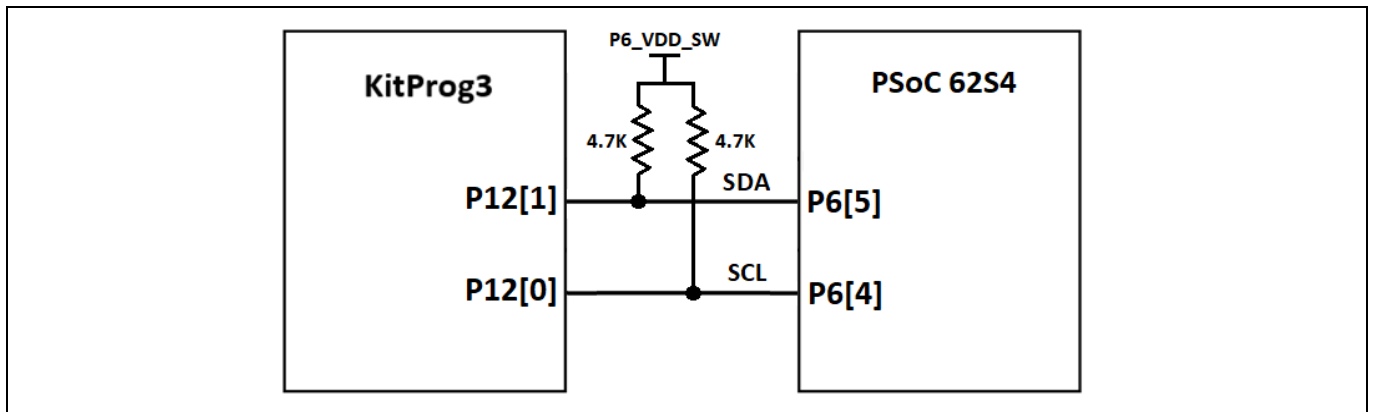 P6_VDD_SW
KitProg3
PSoC 62S4
4.7K
4.7K
SDA
P12[1]
P6[5]
SCL
P12[0]
P6[4]